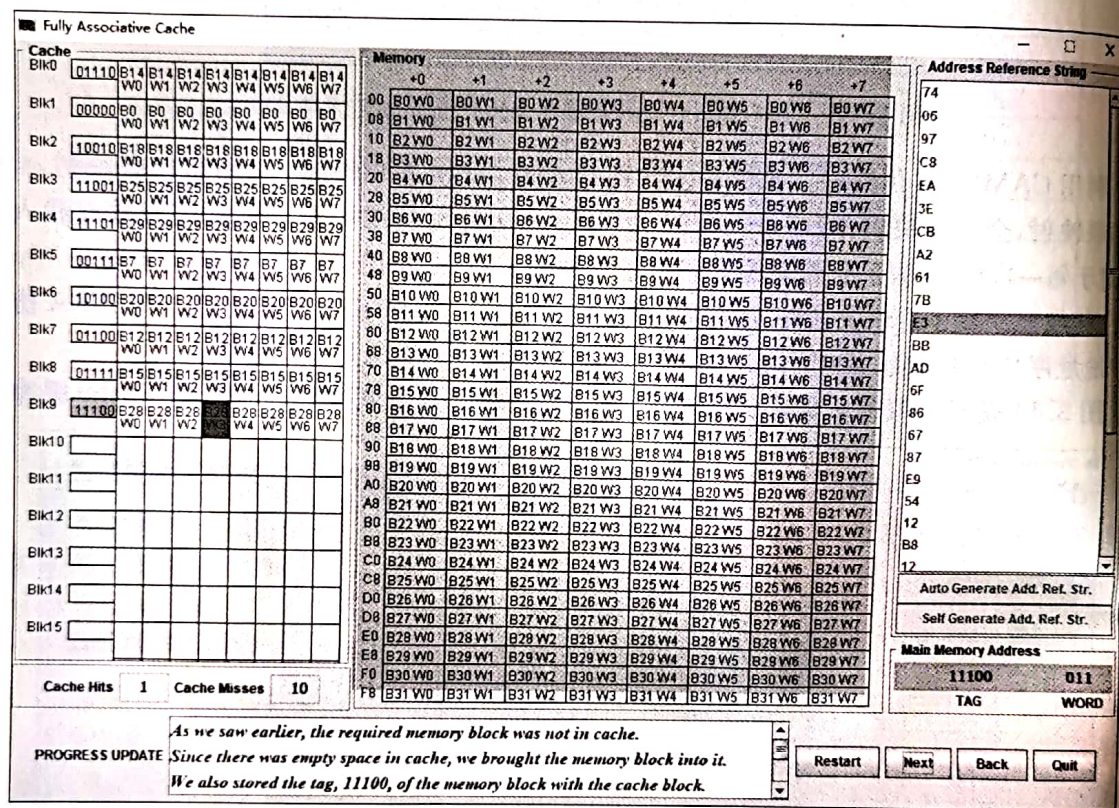 Fully Associative Cache
Cache
Blk0 01110 B14 B14 B14 B14 B14 B14 B14 B14
W0 W1 W2 W3 W4 W5 W6 W7
Blk1 00000 B0 B0 B0 B0 B0 B0 B0 B0
W0 W1 W2 W3 W4 W5 W6 W7
Blk2 10010 B18 B18 B18 B18 B18 B18 B18 B18
W0 W1 W2 W3 W4 W5 W6 W7
Blk3 11001 B25 B25 B25 B25 B25 B25 B25 B25
W0 W1 W2 W3 W4 W5 W6 W7
Blk4 11101 B29 B29 B29 B29 B29 B29 B29 B29
W0 W1 W2 W3 W4 W5 W6 W7
Blk5 00111 B7 B7 B7 B7 B7 B7 B7 B7
W0 W1 W2 W3 W4 W5 W6 W7
Blk6 10100 B20 B20 B20 B20 B20 B20 B20 B20
W0 W1 W2 W3 W4 W5 W6 W7
Blk7 01100 B12 B12 B12 B12 B12 B12 B12 B12
W0 W1 W2 W3 W4 W5 W6 W7
Blk8 01111 B15 B15 B15 B15 B15 B15 B15 B15
W0 W1 W2 W3 W4 W5 W6 W7
Blk9 11100 B28 B28 B28 B28 B28 B28 B28 B28
W0 W1 W2 W3 W4 W5 W6 W7
Blk10
Blk11
Blk12
Blk13
Blk14
Blk15
Cache Hits 1 Cache Misses 10
Memory
+0 +1 +2 +3 +4 +5 +6 +7
00 B0 W0 B0 W1 B0 W2 B0 W3 B0 W4 B0 W5 B0 W6 B0 W7
08 B1 W0 B1 W1 B1 W2 B1 W3 B1 W4 B1 W5 B1 W6 B1 W7
10 B2 W0 B2 W1 B2 W2 B2 W3 B2 W4 B2 W5 B2 W6 B2 W7
18 B3 W0 B3 W1 B3 W2 B3 W3 B3 W4 B3 W5 B3 W6 B3 W7
20 B4 W0 B4 W1 B4 W2 B4 W3 B4 W4 B4 W5 B4 W6 B4 W7
28 B5 W0 B5 W1 B5 W2 B5 W3 B5 W4 B5 W5 B5 W6 B5 W7
30 B6 W0 B6 W1 B6 W2 B6 W3 B6 W4 B6 W5 B6 W6 B6 W7
38 B7 W0 B7 W1 B7 W2 B7 W3 B7 W4 B7 W5 B7 W6 B7 W7
40 B8 W0 B8 W1 B8 W2 B8 W3 B8 W4 B8 W5 B8 W6 B8 W7
48 B9 W0 B9 W1 B9 W2 B9 W3 B9 W4 B9 W5 B9 W6 B9 W7
50 B10 W0 B10 W1 B10 W2 B10 W3 B10 W4 B10 W5 B10 W6 B10 W7
58 B11 W0 B11 W1 B11 W2 B11 W3 B11 W4 B11 W5 B11 W6 B11 W7
60 B12 W0 B12 W1 B12 W2 B12 W3 B12 W4 B12 W5 B12 W6 B12 W7
68 B13 W0 B13 W1 B13 W2 B13 W3 B13 W4 B13 W5 B13 W6 B13 W7
70 B14 W0 B14 W1 B14 W2 B14 W3 B14 W4 B14 W5 B14 W6 B14 W7
78 B15 W0 B15 W1 B15 W2 B15 W3 B15 W4 B15 W5 B15 W6 B15 W7
80 B16 W0 B16 W1 B16 W2 B16 W3 B16 W4 B16 W5 B16 W6 B16 W7
88 B17 W0 B17 W1 B17 W2 B17 W3 B17 W4 B17 W5 B17 W6 B17 W7
90 B18 W0 B18 W1 B18 W2 B18 W3 B18 W4 B18 W5 B18 W6 B18 W7
98 B19 W0 B19 W1 B19 W2 B19 W3 B19 W4 B19 W5 B19 W6 B19 W7
A0 B20 W0 B20 W1 B20 W2 B20 W3 B20 W4 B20 W5 B20 W6 B20 W7
A8 B21 W0 B21 W1 B21 W2 B21 W3 B21 W4 B21 W5 B21 W6 B21 W7
B0 B22 W0 B22 W1 B22 W2 B22 W3 B22 W4 B22 W5 B22 W6 B22 W7
B8 B23 W0 B23 W1 B23 W2 B23 W3 B23 W4 B23 W5 B23 W6 B23 W7
C0 B24 W0 B24 W1 B24 W2 B24 W3 B24 W4 B24 W5 B24 W6 B24 W7
C8 B25 W0 B25 W1 B25 W2 B25 W3 B25 W4 B25 W5 B25 W6 B25 W7
D0 B26 W0 B26 W1 B26 W2 B26 W3 B26 W4 B26 W5 B26 W6 B26 W7
D8 B27 W0 B27 W1 B27 W2 B27 W3 B27 W4 B27 W5 B27 W6 B27 W7
E0 B28 W0 B28 W1 B28 W2 B28 W3 B28 W4 B28 W5 B28 W6 B28 W7
E8 B29 W0 B29 W1 B29 W2 B29 W3 B29 W4 B29 W5 B29 W6 B29 W7
F0 B30 W0 B30 W1 B30 W2 B30 W3 B30 W4 B30 W5 B30 W6 B30 W7
F8 B31 W0 B31 W1 B31 W2 B31 W3 B31 W4 B31 W5 B31 W6 B31 W7
Address Reference String
74
06
97
C8
EA
3E
CB
A2
61
7B
E3
BB
AD
6F
86
67
87
E9
54
12
B8
12
Auto Generate Add. Ref. Str.
Self Generate Add. Ref. Str.
Main Memory Address
11100 011
TAG WORD
PROGRESS UPDATE
As we saw earlier, the required memory block was not in cache.
Since there was empty space in cache, we brought the memory block into it.
We also stored the tag, 11100, of the memory block with the cache block.
Restart Next Back Quit